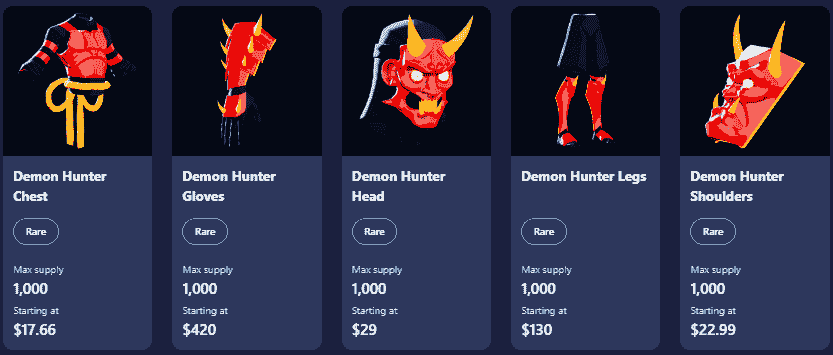 Demon Hunter
Chest
Rare
Max supply
1,000
Starting at
$17.66
Demon Hunter
Gloves
Rare
Max supply
1,000
Starting at
$420
Demon Hunter
Head
Rare
Max supply
1,000
Starting at
$29
Demon Hunter Legs
Rare
Max supply
1,000
Starting at
$130
Demon Hunter
Shoulders
Rare
Max supply
1,000
Starting at
$22.99